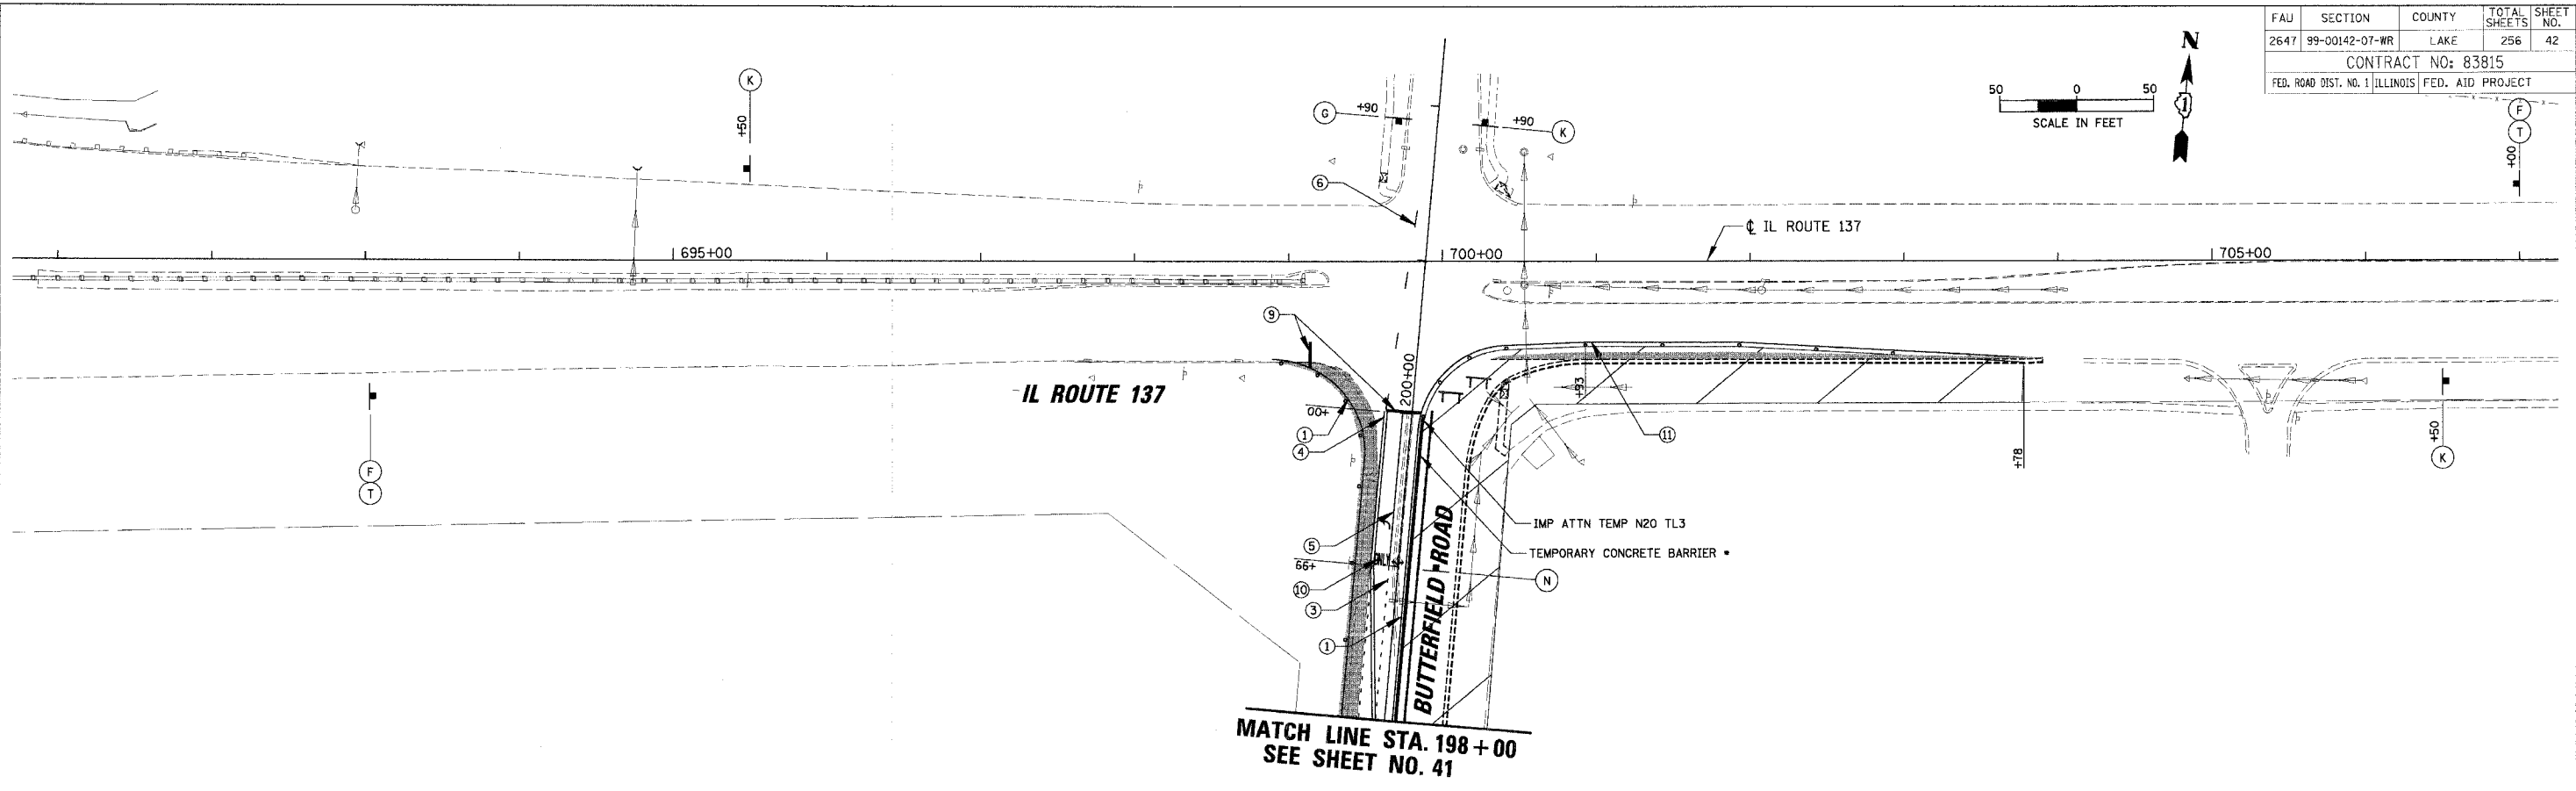 FAU SECTION COUNTY TOTAL SHEETS SHEET NO.
2647 99-00142-07-WR LAKE 256 42
CONTRACT NO: 83815
FED. ROAD DIST. NO. 1 ILLINOIS FED. AID PROJECT
N
1
50 0 50
SCALE IN FEET
K
+50
G +90
+90 K
F
T
+00
6
℄ IL ROUTE 137
695+00
700+00
705+00
9
200+00
IL ROUTE 137
00+
1
4
+93
11
+78
+50
K
F
T
5
ONLY
66+
10
3
1
IMP ATTN TEMP N20 TL3
TEMPORARY CONCRETE BARRIER *
N
BUTTERFIELD ROAD
MATCH LINE STA. 198+00
SEE SHEET NO. 41